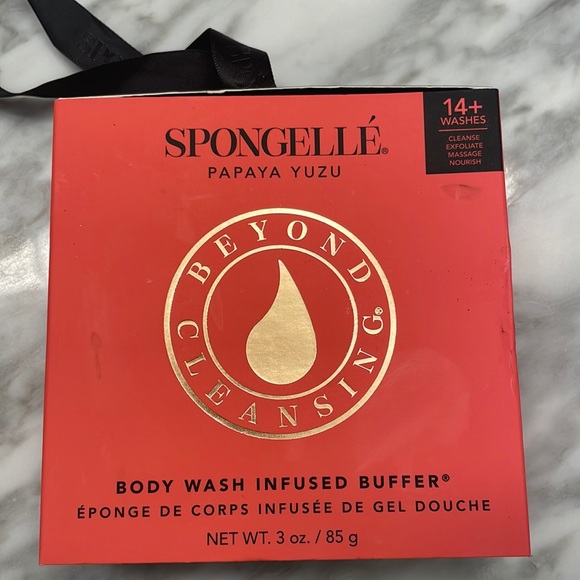 SPONGELLÉ®
PAPAYA YUZU
14+
WASHES
CLEANSE
EXFOLIATE
MASSAGE
NOURISH
BEYOND
CLEANSING®
BODY WASH INFUSED BUFFER®
ÉPONGE DE CORPS INFUSÉE DE GEL DOUCHE
NET WT. 3 oz. / 85 g